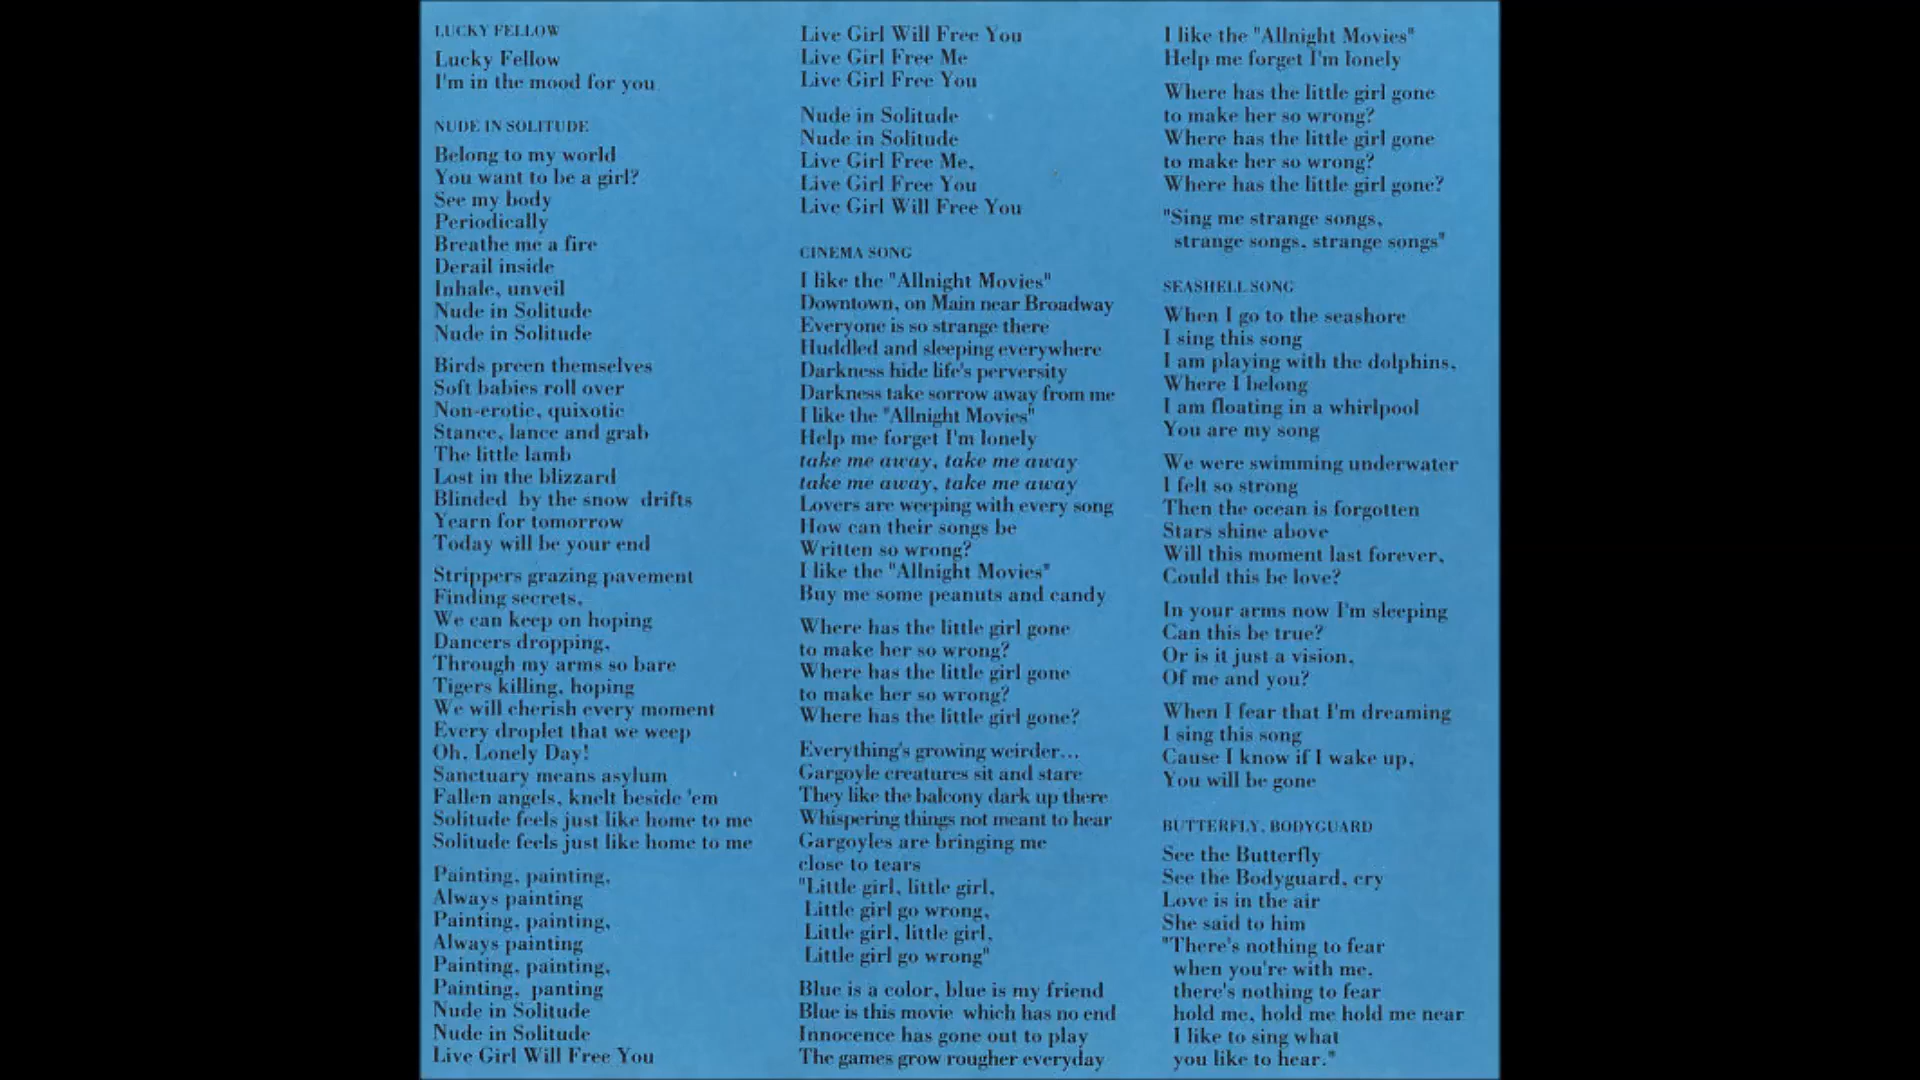 LUCKY FELLOW
Lucky Fellow
I'm in the mood for you
NUDE IN SOLITUDE
Belong to my world
You want to be a girl?
See my body
Periodically
Breathe me a fire
Derail inside
Inhale, unveil
Nude in Solitude
Nude in Solitude
Birds preen themselves
Soft babies roll over
Non-erotic, quixotic
Stance, lance and grab
The little lamb
Lost in the blizzard
Blinded by the snow drifts
Yearn for tomorrow
Today will be your end
Strippers grazing pavement
Finding secrets,
We can keep on hoping
Dancers dropping,
Through my arms so bare
Tigers killing, hoping
We will cherish every moment
Every droplet that we weep
Oh, Lonely Day!
Sanctuary means asylum
Fallen angels, knelt beside 'em
Solitude feels just like home to me
Solitude feels just like home to me
Painting, painting,
Always painting
Painting, painting,
Always painting
Painting, painting,
Painting, panting
Nude in Solitude
Nude in Solitude
Live Girl Will Free You
Live Girl Will Free You
Live Girl Free Me
Live Girl Free You
Nude in Solitude
Nude in Solitude
Live Girl Free Me,
Live Girl Free You
Live Girl Will Free You
CINEMA SONG
I like the "Allnight Movies"
Downtown, on Main near Broadway
Everyone is so strange there
Huddled and sleeping everywhere
Darkness hide life's perversity
Darkness take sorrow away from me
I like the "Allnight Movies"
Help me forget I'm lonely
take me away, take me away
take me away, take me away
Lovers are weeping with every song
How can their songs be
Written so wrong?
I like the "Allnight Movies"
Buy me some peanuts and candy
Where has the little girl gone
to make her so wrong?
Where has the little girl gone
to make her so wrong?
Where has the little girl gone?
Everything's growing weirder...
Gargoyle creatures sit and stare
They like the balcony dark up there
Whispering things not meant to hear
Gargoyles are bringing me
close to tears
"Little girl, little girl,
Little girl go wrong,
Little girl, little girl,
Little girl go wrong"
Blue is a color, blue is my friend
Blue is this movie which has no end
Innocence has gone out to play
The games grow rougher everyday
I like the "Allnight Movies"
Help me forget I'm lonely
Where has the little girl gone
to make her so wrong?
Where has the little girl gone
to make her so wrong?
Where has the little girl gone?
"Sing me strange songs,
strange songs, strange songs"
SEASHELL SONG
When I go to the seashore
I sing this song
I am playing with the dolphins,
Where I belong
I am floating in a whirlpool
You are my song
We were swimming underwater
I felt so strong
Then the ocean is forgotten
Stars shine above
Will this moment last forever,
Could this be love?
In your arms now I'm sleeping
Can this be true?
Or is it just a vision,
Of me and you?
When I fear that I'm dreaming
I sing this song
Cause I know if I wake up,
You will be gone
BUTTERFLY, BODYGUARD
See the Butterfly
See the Bodyguard, cry
Love is in the air
She said to him
"There's nothing to fear
when you're with me,
there's nothing to fear
hold me, hold me hold me near
I like to sing what
you like to hear."